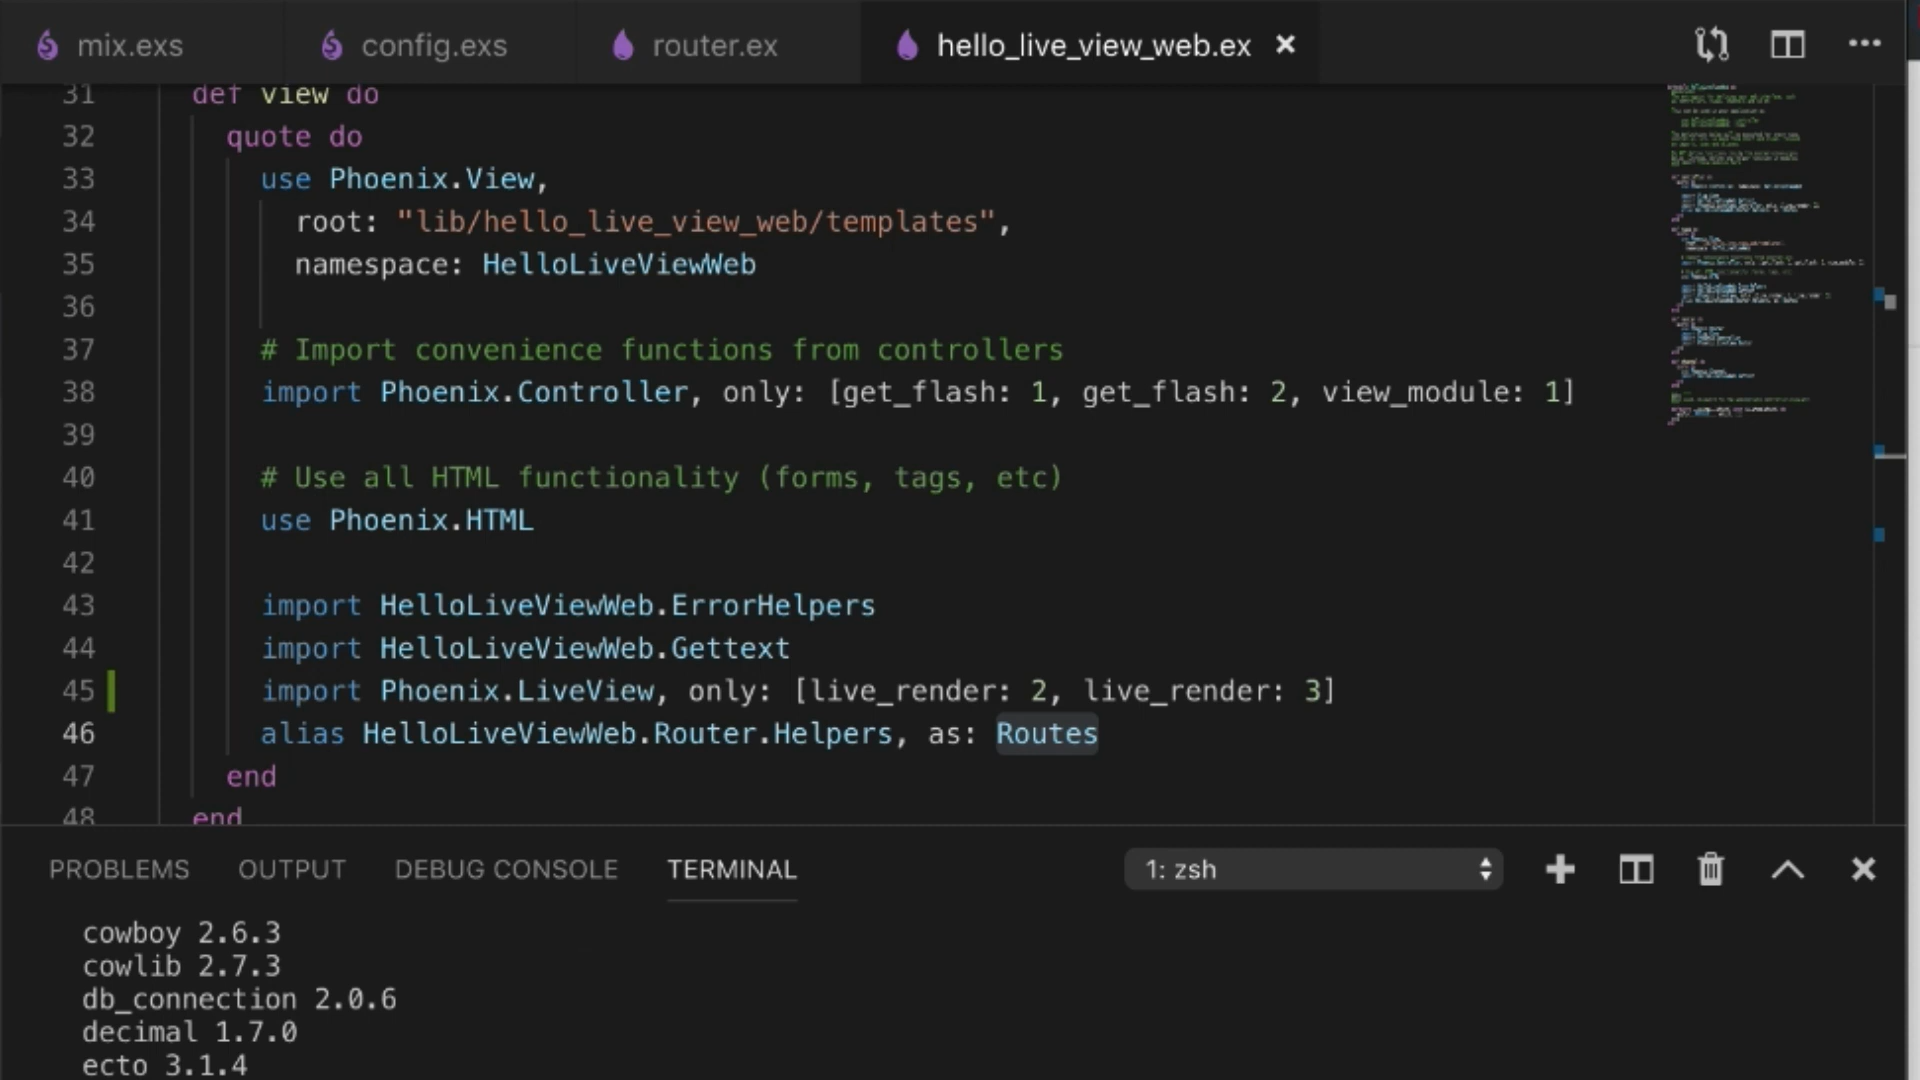 mix.exs config.exs router.ex hello_live_view_web.ex
31 def view do
32 quote do
33 use Phoenix.View,
34 root: "lib/hello_live_view_web/templates",
35 namespace: HelloLiveViewWeb
36
37 # Import convenience functions from controllers
38 import Phoenix.Controller, only: [get_flash: 1, get_flash: 2, view_module: 1]
39
40 # Use all HTML functionality (forms, tags, etc)
41 use Phoenix.HTML
42
43 import HelloLiveViewWeb.ErrorHelpers
44 import HelloLiveViewWeb.Gettext
45 import Phoenix.LiveView, only: [live_render: 2, live_render: 3]
46 alias HelloLiveViewWeb.Router.Helpers, as: Routes
47 end
48 end
PROBLEMS OUTPUT DEBUG CONSOLE TERMINAL 1: zsh
cowboy 2.6.3
cowlib 2.7.3
db_connection 2.0.6
decimal 1.7.0
ecto 3.1.4